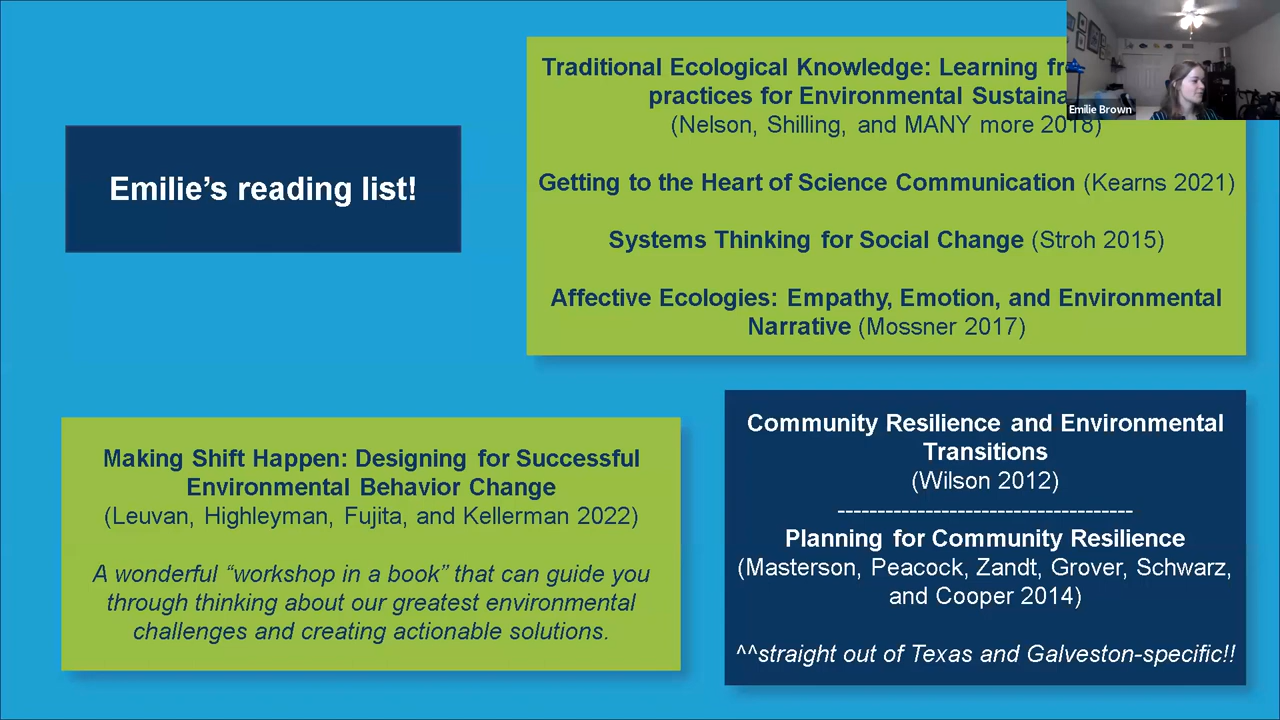 Emilie's reading list!
Traditional Ecological Knowledge: Learning
practices for Environmental
(Nelson, Shilling, and MANY more 2018)
Getting to the Heart of Science Communication (Kearns 2021)
Systems Thinking for Social Change (Stroh 2015)
Affective Ecologies: Empathy, Emotion, and Environmental
Narrative (Mossner 2017)
Emilie Brown
Making Shift Happen: Designing for Successful
Environmental Behavior Change
(Leuvan, Highleyman, Fujita, and Kellerman 2022)
A wonderful “workshop in a book” that can guide you
through thinking about our greatest environmental
challenges and creating actionable solutions.
Community Resilience and Environmental
Transitions
(Wilson 2012)
-------------------------------------
Planning for Community Resilience
(Masterson, Peacock, Zandt, Grover, Schwarz,
and Cooper 2014)
^^straight out of Texas and Galveston-specific!!